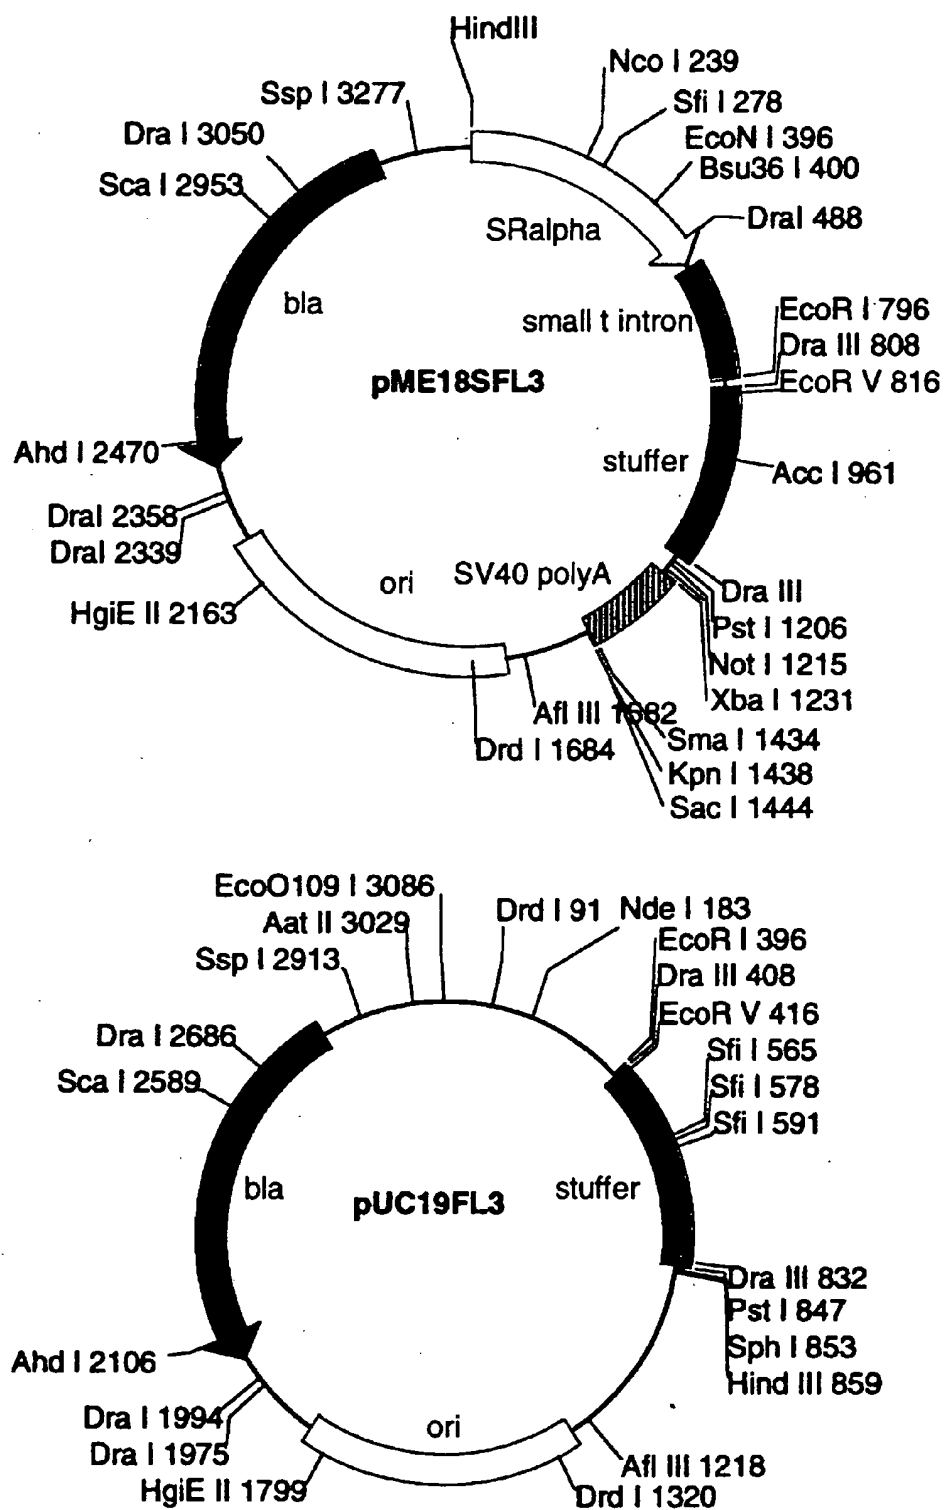 HindIII
Nco I 239
Ssp I 3277
Sfi I 278
Dra I 3050
EcoN I 396
Sca I 2953
Bsu36 I 400
DraI 488
SRalpha
bla
small t intron
EcoR I 796
Dra III 808
pME18SFL3
EcoR V 816
Ahd I 2470
stuffer
Acc I 961
DraI 2358
DraI 2339
ori
SV40 polyA
HgiE II 2163
Dra III
Pst I 1206
Not I 1215
Xba I 1231
Afl III
Drd I 1684
Sma I 1434
Kpn I 1438
Sac I 1444
EcoO109 I 3086
Drd I 91
Nde I 183
Aat II 3029
EcoR I 396
Ssp I 2913
Dra III 408
EcoR V 416
Dra I 2686
Sfi I 565
Sca I 2589
Sfi I 578
Sfi I 591
bla
pUC19FL3
stuffer
Dra III 832
Pst I 847
Sph I 853
Ahd I 2106
Hind III 859
Dra I 1994
ori
Dra I 1975
Afl III 1218
HgiE II 1799
Drd I 1320